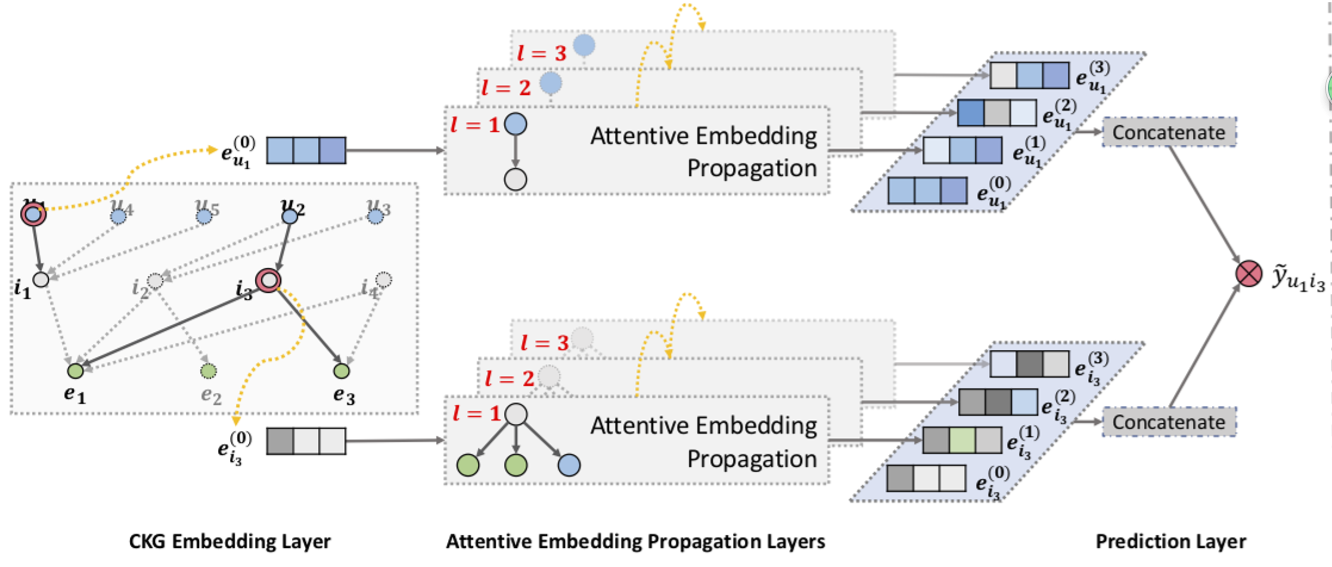 l = 3
l = 2
l = 1
Attentive Embedding
Propagation
e_{u_1}^{(0)}
e_{u_1}^{(3)}
e_{u_1}^{(2)}
e_{u_1}^{(1)}
e_{u_1}^{(0)}
Concatenate
u_4 u_5 u_2 u_3
i_1 i_2 i_3 i_4
e_1 e_2 e_3
ỹ_{u_1 i_3}
e_{i_3}^{(0)}
l = 3
l = 2
l = 1
Attentive Embedding
Propagation
e_{i_3}^{(3)}
e_{i_3}^{(2)}
e_{i_3}^{(1)}
e_{i_3}^{(0)}
Concatenate
CKG Embedding Layer
Attentive Embedding Propagation Layers
Prediction Layer